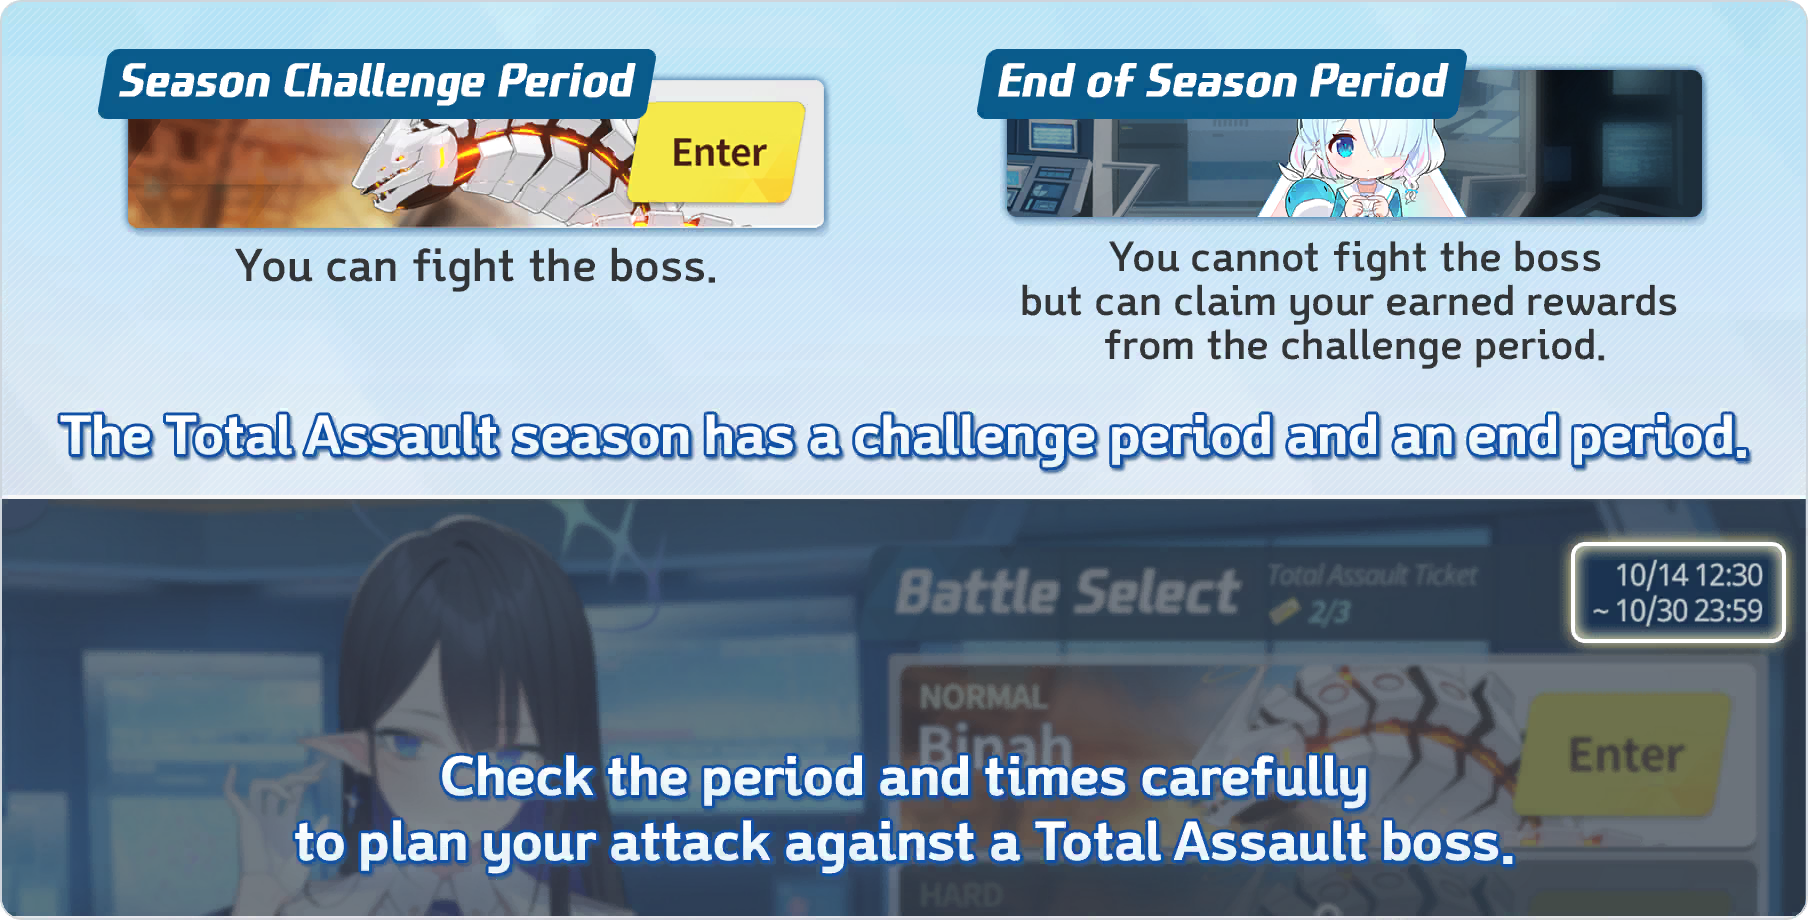 Season Challenge Period
Enter
You can fight the boss.
End of Season Period
You cannot fight the boss
but can claim your earned rewards
from the challenge period.
The Total Assault season has a challenge period and an end period.
Battle Select
Total Assault Ticket
2/3
10/14 12:30
~ 10/30 23:59
NORMAL
Binah
Enter
Check the period and times carefully
to plan your attack against a Total Assault boss.
HARD